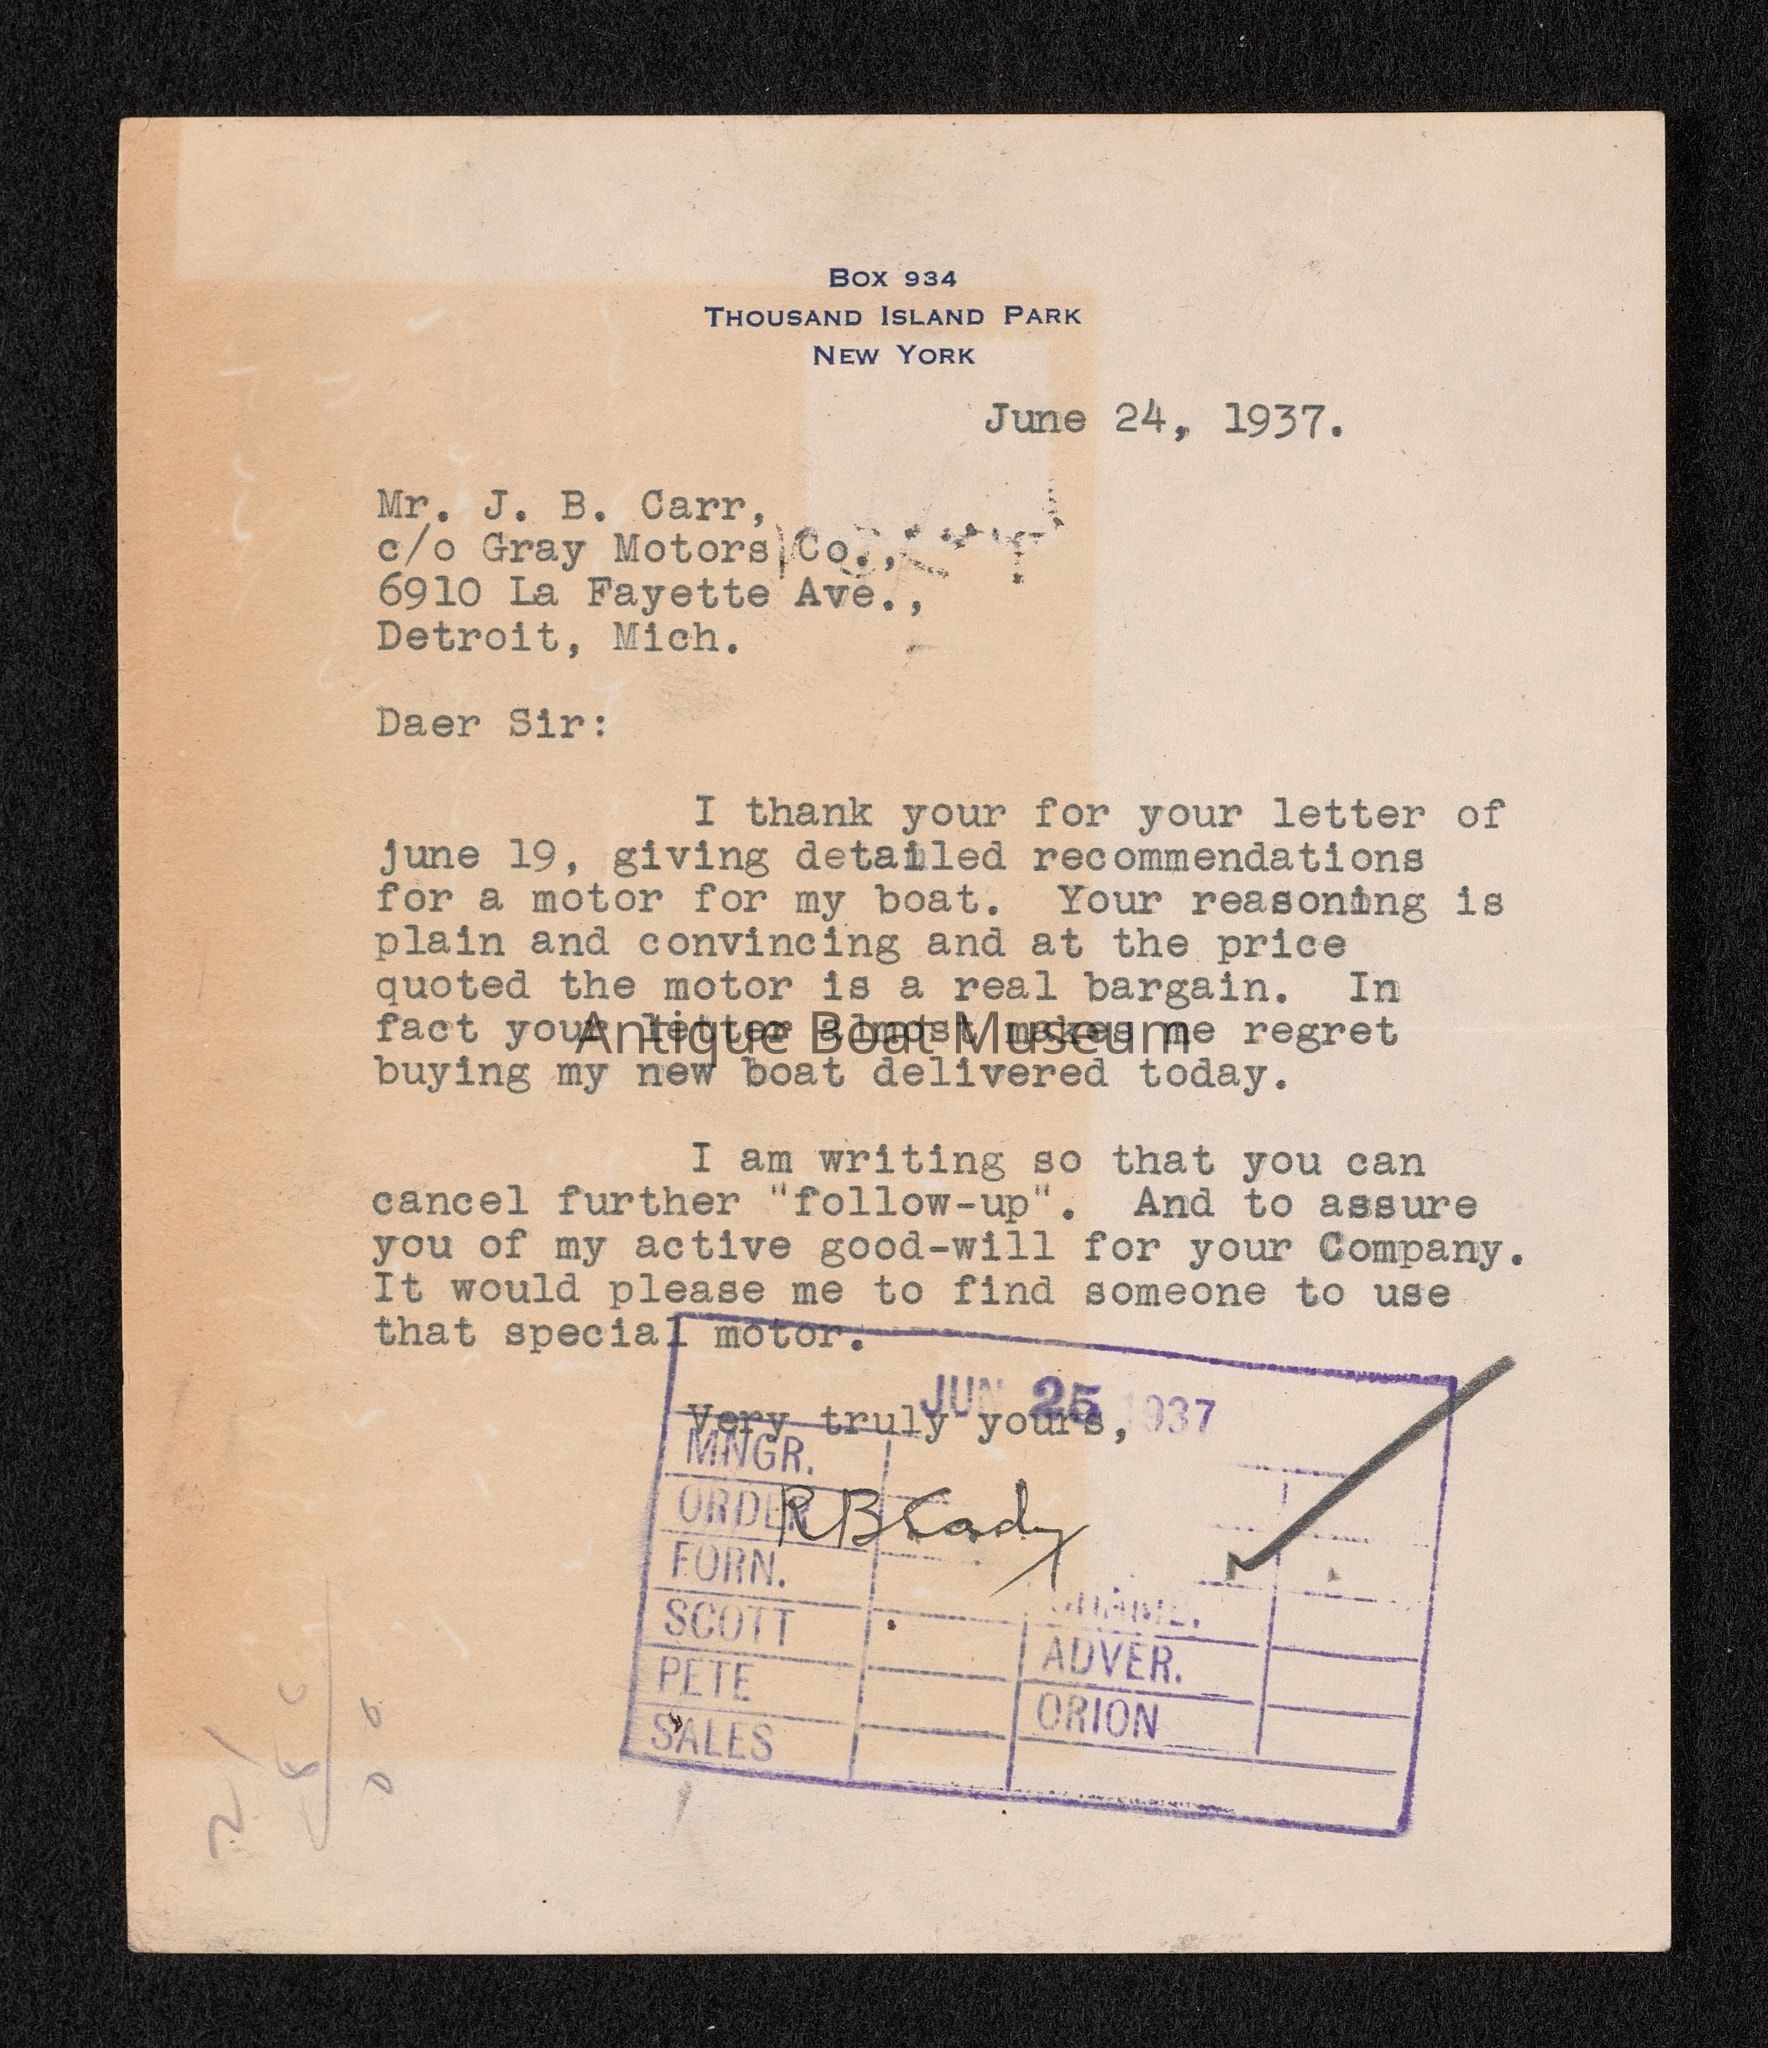 BOX 934
THOUSAND ISLAND PARK
NEW YORK
June 24, 1937.
Mr. J. B. Carr,
c/o Gray Motors Co.,
6910 La Fayette Ave.,
Detroit, Mich.
Daer Sir:
I thank your for your letter of
june 19, giving detailed recommendations
for a motor for my boat. Your reasoning is
plain and convincing and at the price
quoted the motor is a real bargain. In
fact your letter almost makes me regret
Antique Boat Museum
buying my new boat delivered today.
I am writing so that you can
cancel further "follow-up". And to assure
you of my active good-will for your Company.
It would please me to find someone to use
that special motor.
JUN 25 1937
Very truly yours,
MNGR.
ORDER
R B Cady
FORN.
SCOTT
ADVER.
PETE
ORION
SALES